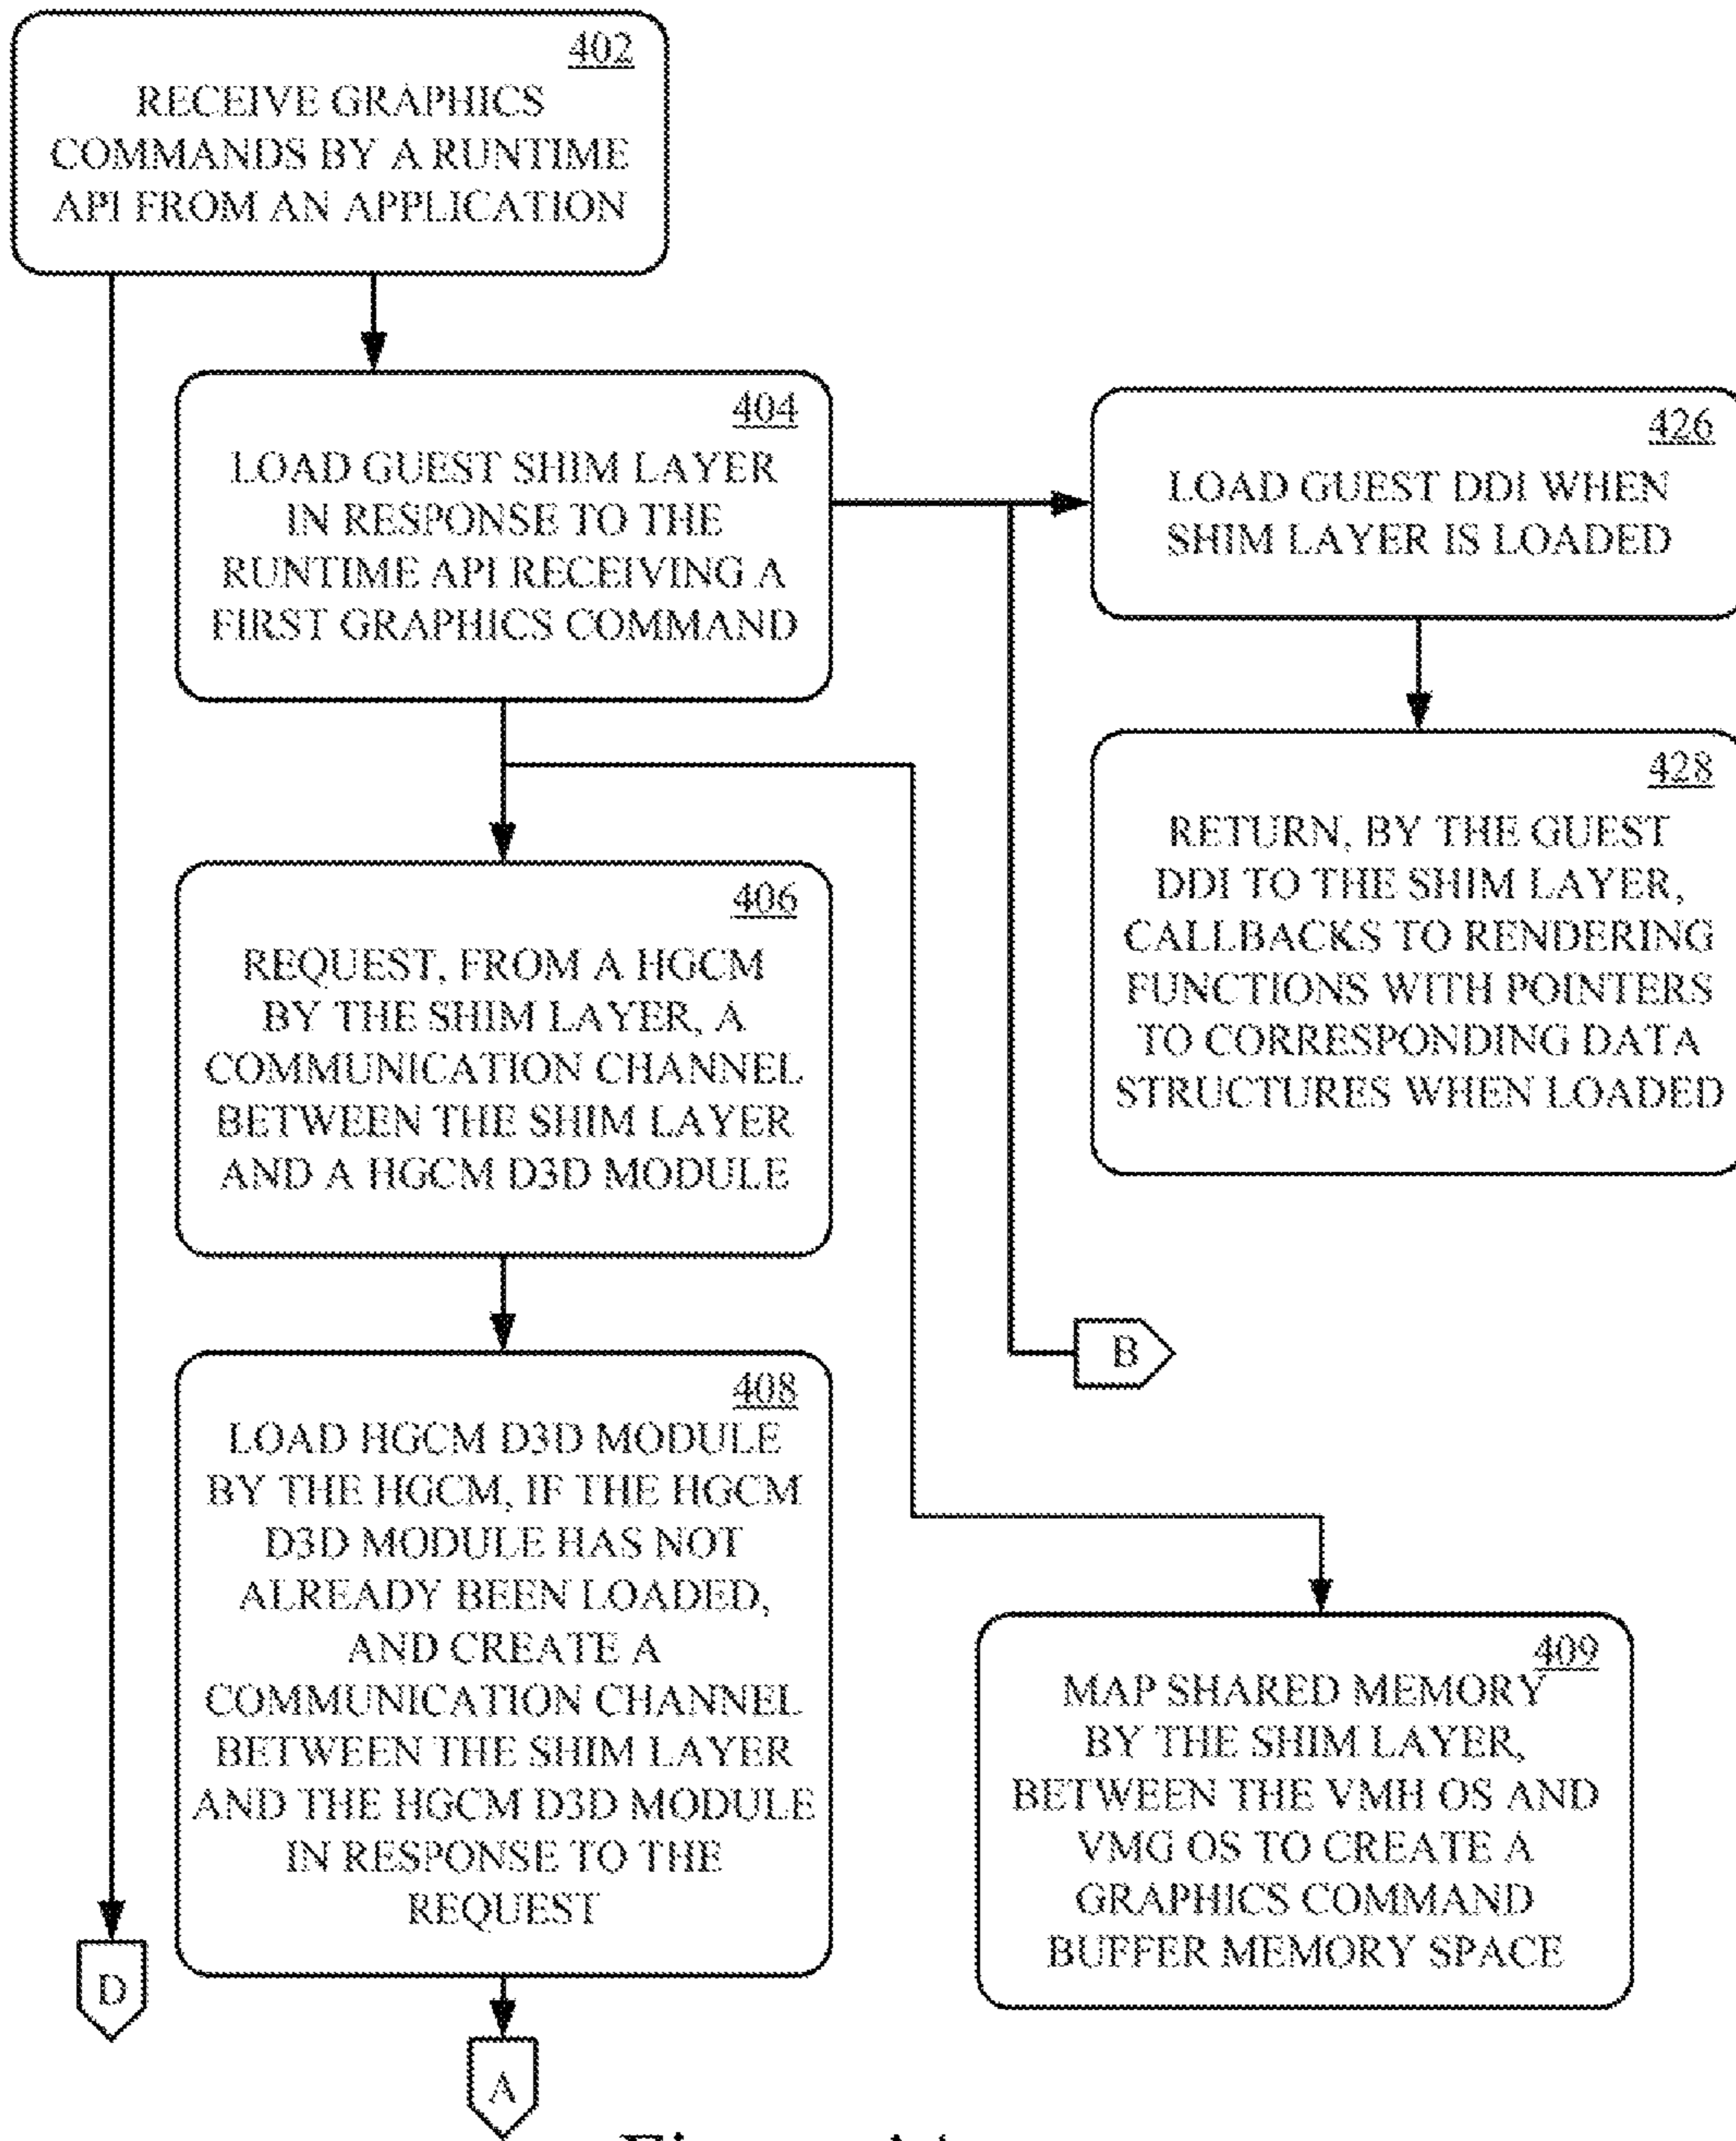 402
RECEIVE GRAPHICS
COMMANDS BY A RUNTIME
API FROM AN APPLICATION
404
LOAD GUEST SHIM LAYER
IN RESPONSE TO THE
RUNTIME API RECEIVING A
FIRST GRAPHICS COMMAND
426
LOAD GUEST DDI WHEN
SHIM LAYER IS LOADED
428
RETURN, BY THE GUEST
DDI TO THE SHIM LAYER,
CALLBACKS TO RENDERING
FUNCTIONS WITH POINTERS
TO CORRESPONDING DATA
STRUCTURES WHEN LOADED
406
REQUEST, FROM A HGCM
BY THE SHIM LAYER, A
COMMUNICATION CHANNEL
BETWEEN THE SHIM LAYER
AND A HGCM D3D MODULE
B
408
LOAD HGCM D3D MODULE
BY THE HGCM, IF THE HGCM
D3D MODULE HAS NOT
ALREADY BEEN LOADED,
AND CREATE A
COMMUNICATION CHANNEL
BETWEEN THE SHIM LAYER
AND THE HGCM D3D MODULE
IN RESPONSE TO THE
REQUEST
409
MAP SHARED MEMORY
BY THE SHIM LAYER,
BETWEEN THE VMH OS AND
VMG OS TO CREATE A
GRAPHICS COMMAND
BUFFER MEMORY SPACE
D
A